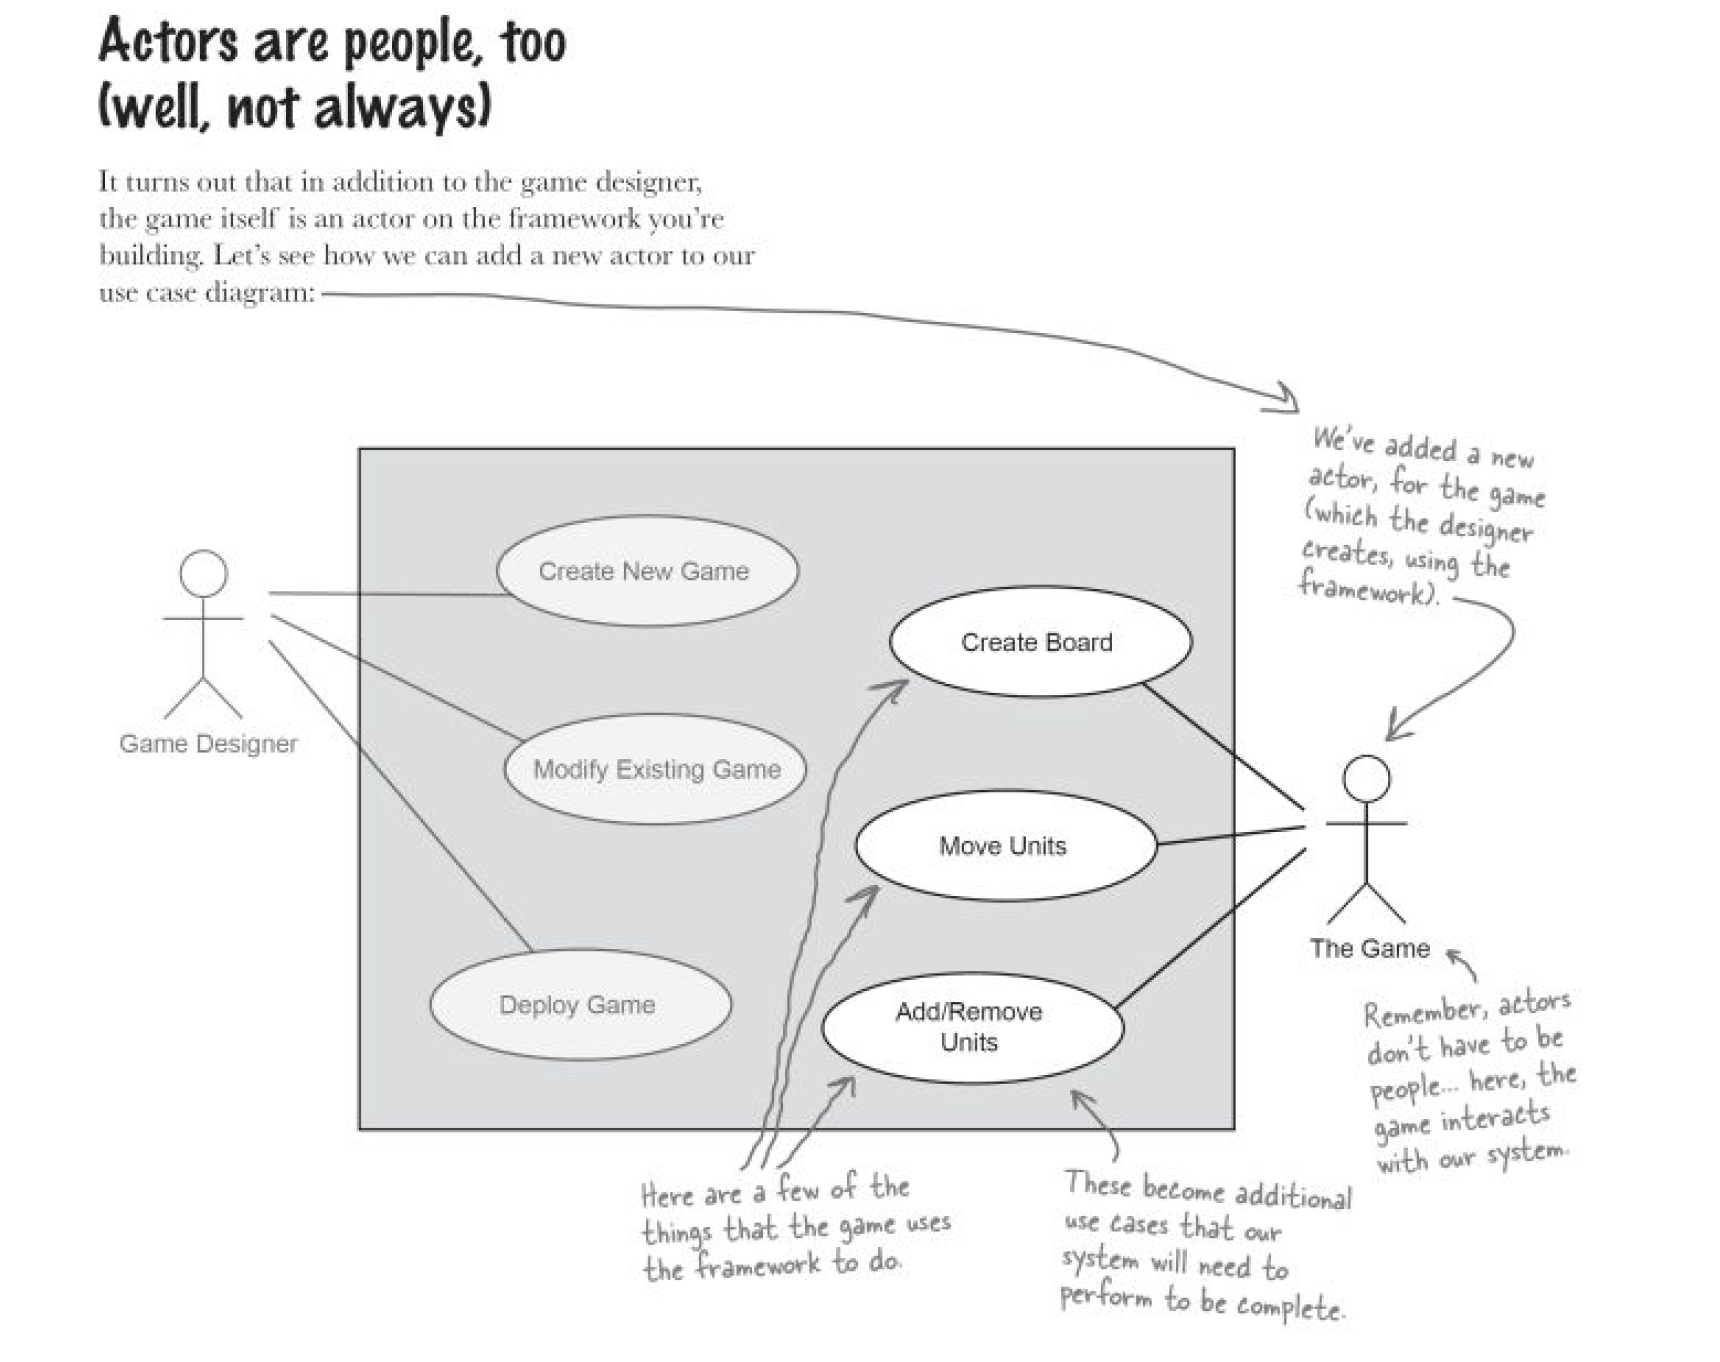 Actors are people, too
(well, not always)
It turns out that in addition to the game designer,
the game itself is an actor on the framework you're
building. Let's see how we can add a new actor to our
use case diagram:
We've added a new
actor, for the game
(which the designer
creates, using the
framework).
Create New Game
Create Board
Game Designer
Modify Existing Game
Move Units
The Game
Deploy Game
Add/Remove
Units
Remember, actors
don't have to be
people... here, the
game interacts
with our system.
Here are a few of the
things that the game uses
the framework to do.
These become additional
use cases that our
system will need to
perform to be complete.